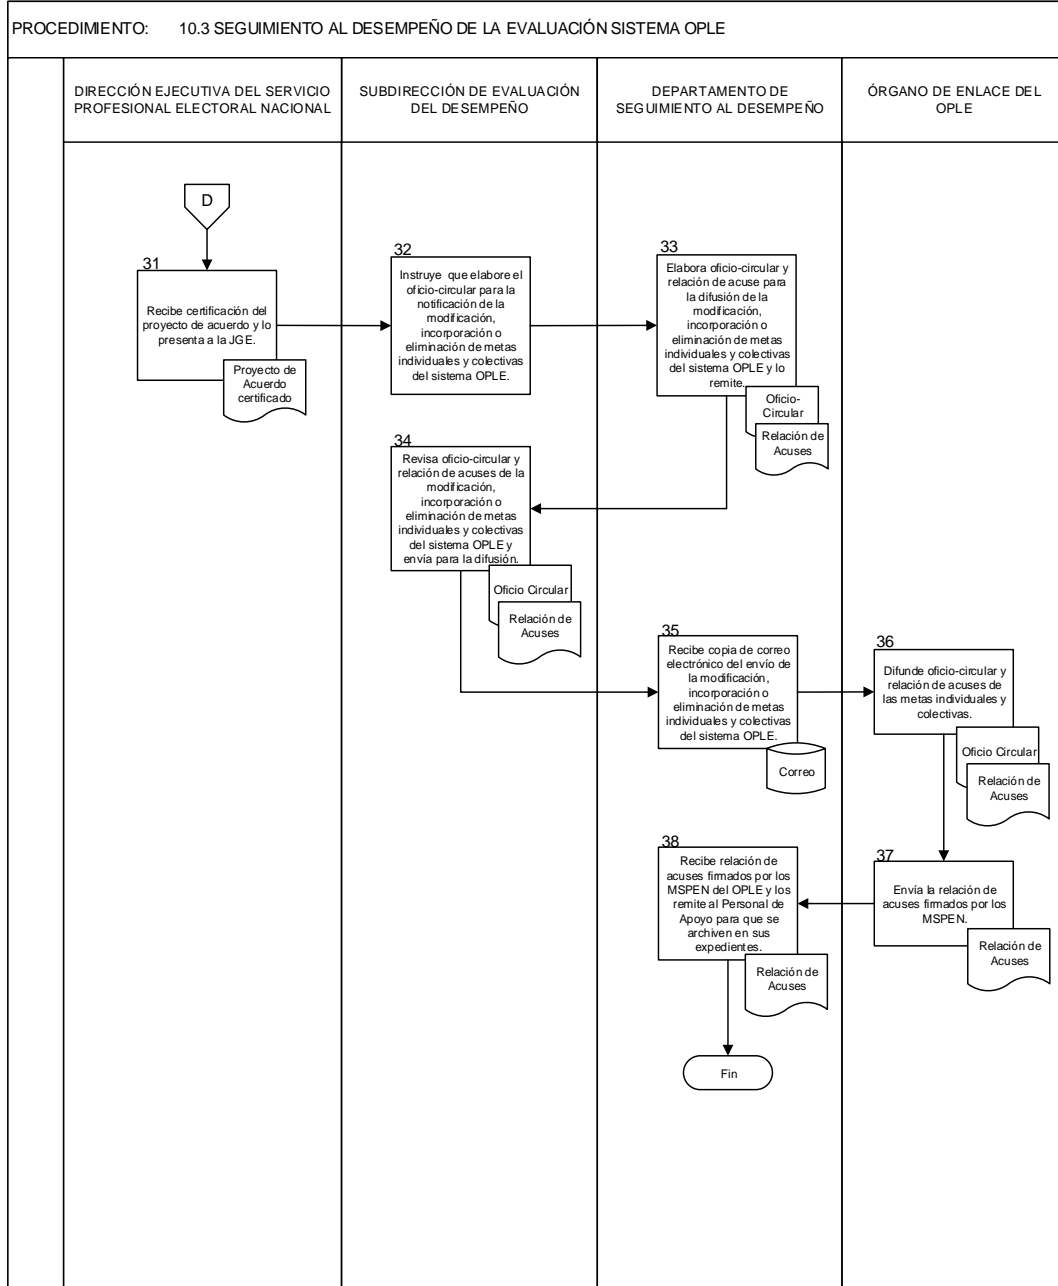 PROCEDIMIENTO: 10.3 SEGUIMIENTO AL DESEMPEÑO DE LA EVALUACIÓN SISTEMA OPLE
DIRECCIÓN EJECUTIVA DEL SERVICIO
PROFESIONAL ELECTORAL NACIONAL
SUBDIRECCIÓN DE EVALUACIÓN
DEL DESEMPEÑO
DEPARTAMENTO DE
SEGUIMIENTO AL DESEMPEÑO
ÓRGANO DE ENLACE DEL
OPLE
D
31
Recibe certificación del
proyecto de acuerdo y lo
presenta a la JGE.
Proyecto de
Acuerdo
certificado
32
Instruye que elabore el
oficio-circular para la
notificación de la
modificación,
incorporación o
eliminación de metas
individuales y colectivas
del sistema OPLE.
33
Elabora oficio-circular y
relación de acuse para
la difusión de la
modificación,
incorporación o
eliminación de metas
individuales y colectivas
del sistema OPLE y lo
remite.
Oficio-
Circular
Relación de
Acuses
34
Revisa oficio-circular y
relación de acuses de la
modificación,
incorporación o
eliminación de metas
individuales y colectivas
del sistema OPLE y
envía para la difusión.
Oficio Circular
Relación de
Acuses
35
Recibe copia de correo
electrónico del envío de
la modificación,
incorporación o
eliminación de metas
individuales y colectivas
del sistema OPLE.
Correo
36
Difunde oficio-circular y
relación de acuses de
las metas individuales y
colectivas.
Oficio Circular
Relación de
Acuses
37
Envía la relación de
acuses firmados por los
MSPEN.
Relación de
Acuses
38
Recibe relación de
acuses firmados por los
MSPEN del OPLE y los
remite al Personal de
Apoyo para que se
archiven en sus
expedientes.
Relación de
Acuses
Fin